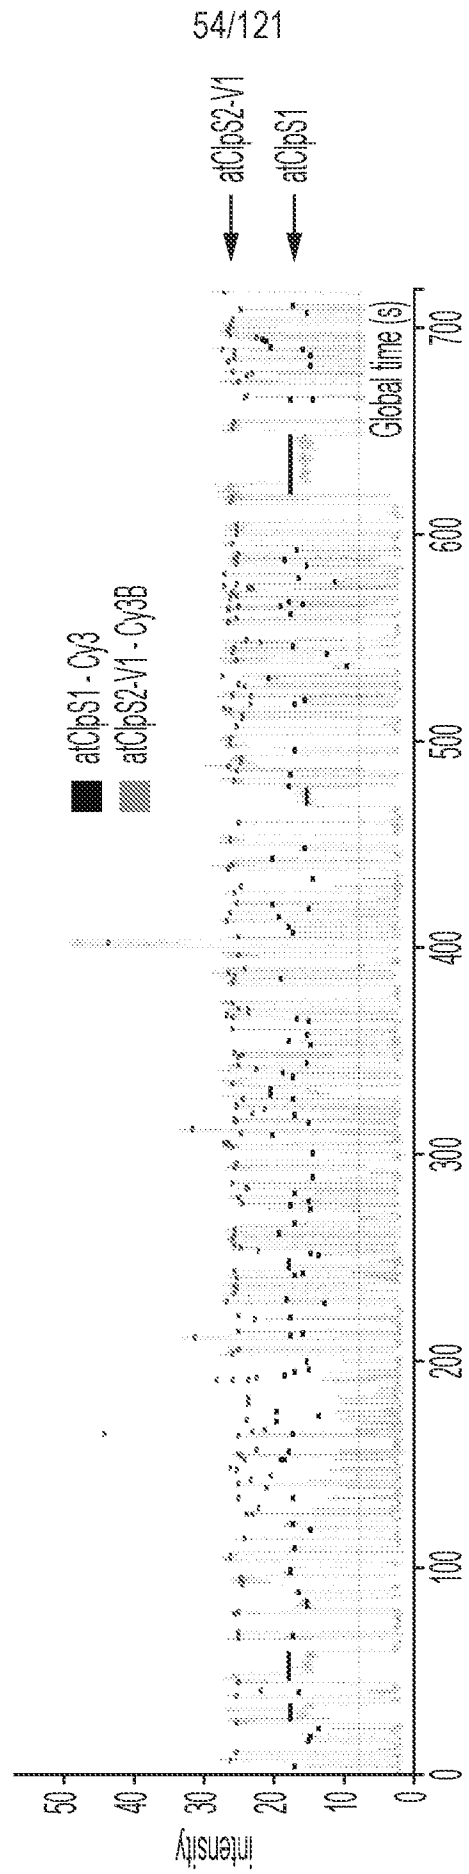 54/121
atClpS2-V1
atClpS1
atClpS1 - Cy3
atClpS2-V1 - Cy3B
intensity
50
40
30
20
10
0
0
100
200
300
400
500
600
700
Global time (s)